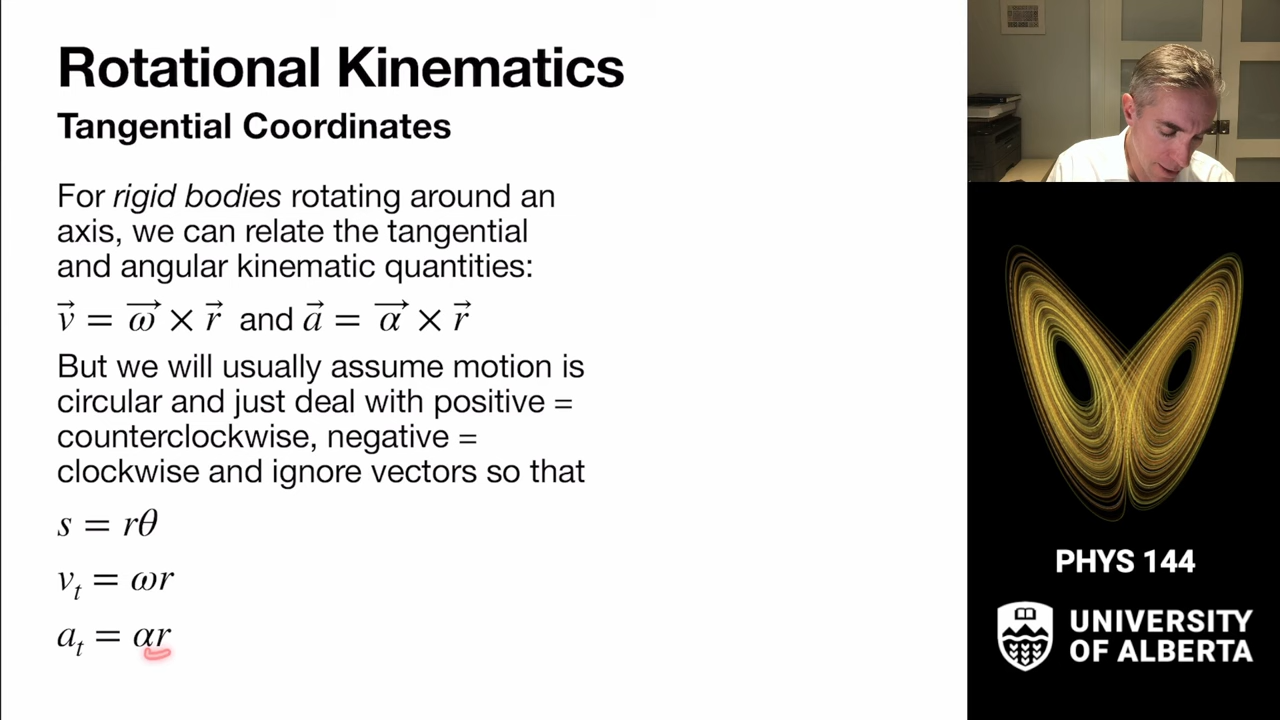 Rotational Kinematics
Tangential Coordinates
For rigid bodies rotating around an
axis, we can relate the tangential
and angular kinematic quantities:
v⃗ = ω⃗ × r⃗ and a⃗ = α⃗ × r⃗
But we will usually assume motion is
circular and just deal with positive =
counterclockwise, negative =
clockwise and ignore vectors so that
s = rθ
vₜ = ωr
aₜ = αr
PHYS 144
UNIVERSITY
OF ALBERTA